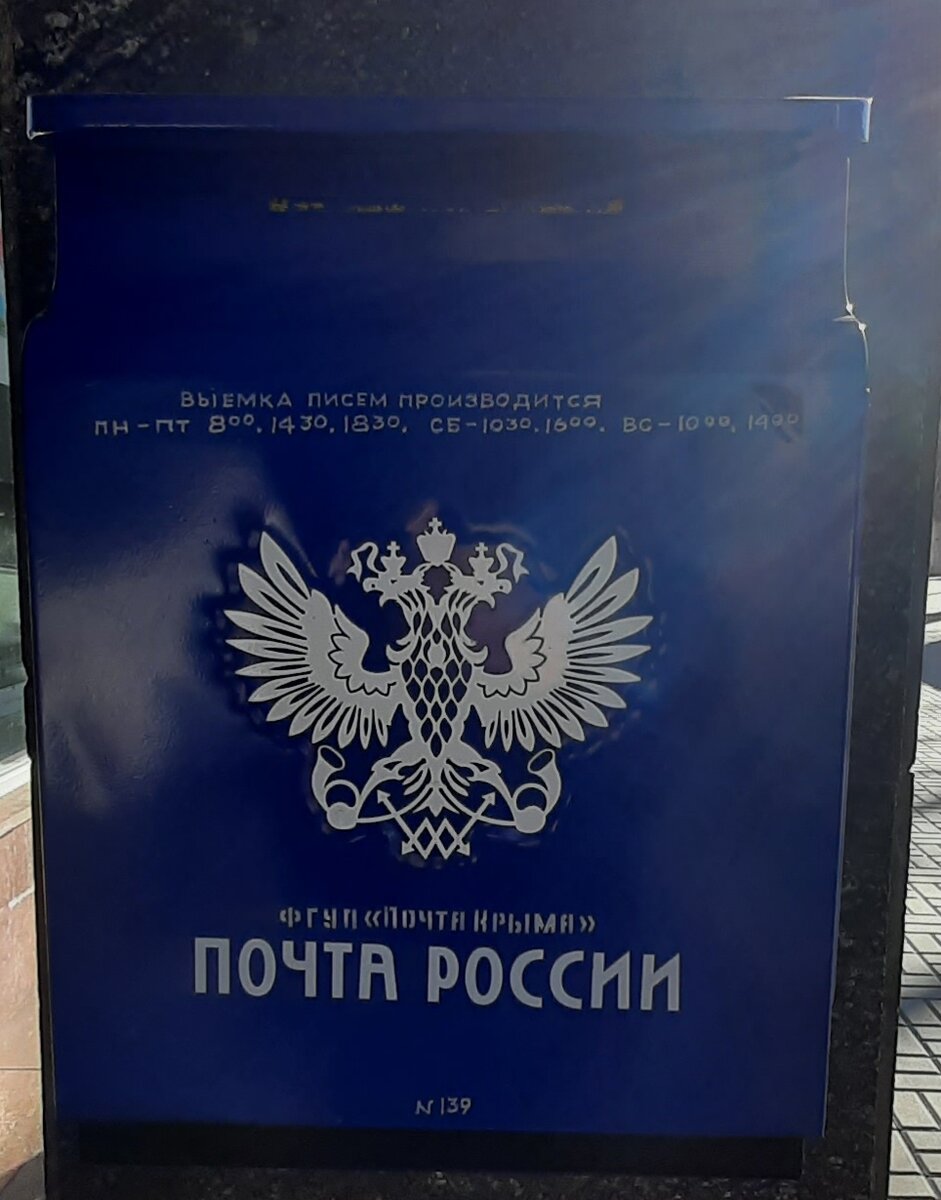 ВЫЕМКА ПИСЕМ ПРОИЗВОДИТСЯ
ПН-ПТ 8⁰⁰, 14³⁰, 18³⁰, СБ-10³⁰, 16⁰⁰. ВС-10⁰⁰, 14⁰⁰
ФГУП «ПОЧТА КРЫМА»
ПОЧТА РОССИИ
N 139